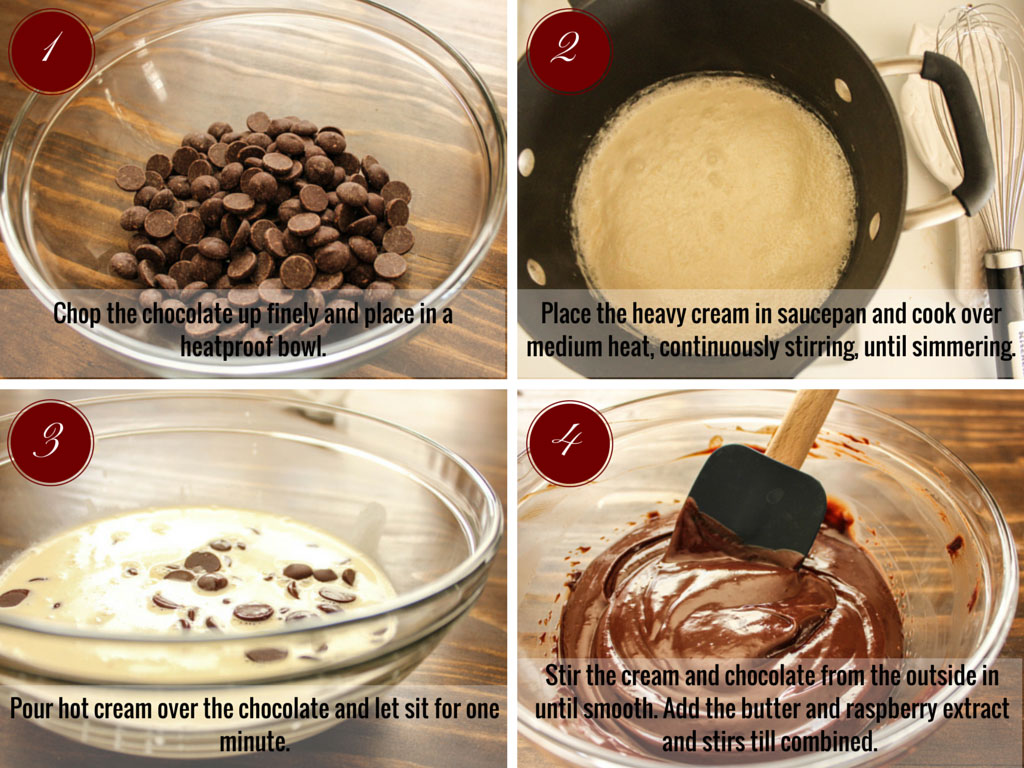 1
Chop the chocolate up finely and place in a
heatproof bowl.
2
Place the heavy cream in saucepan and cook over
medium heat, continuously stirring, until simmering.
3
Pour hot cream over the chocolate and let sit for one
minute.
4
Stir the cream and chocolate from the outside in
until smooth. Add the butter and raspberry extract
and stirs till combined.